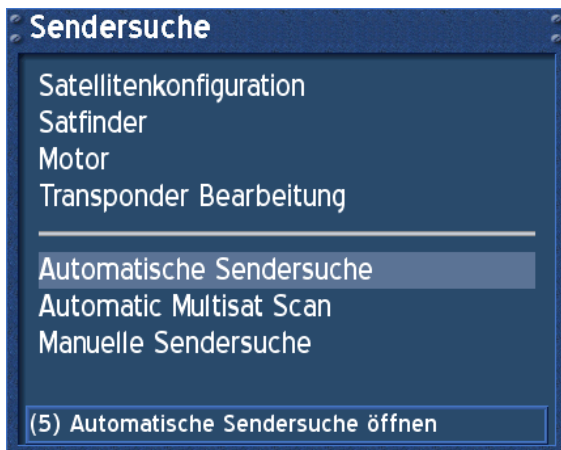 Sendersuche
Satellitenkonfiguration
Satfinder
Motor
Transponder Bearbeitung
Automatische Sendersuche
Automatic Multisat Scan
Manuelle Sendersuche
(5) Automatische Sendersuche öffnen